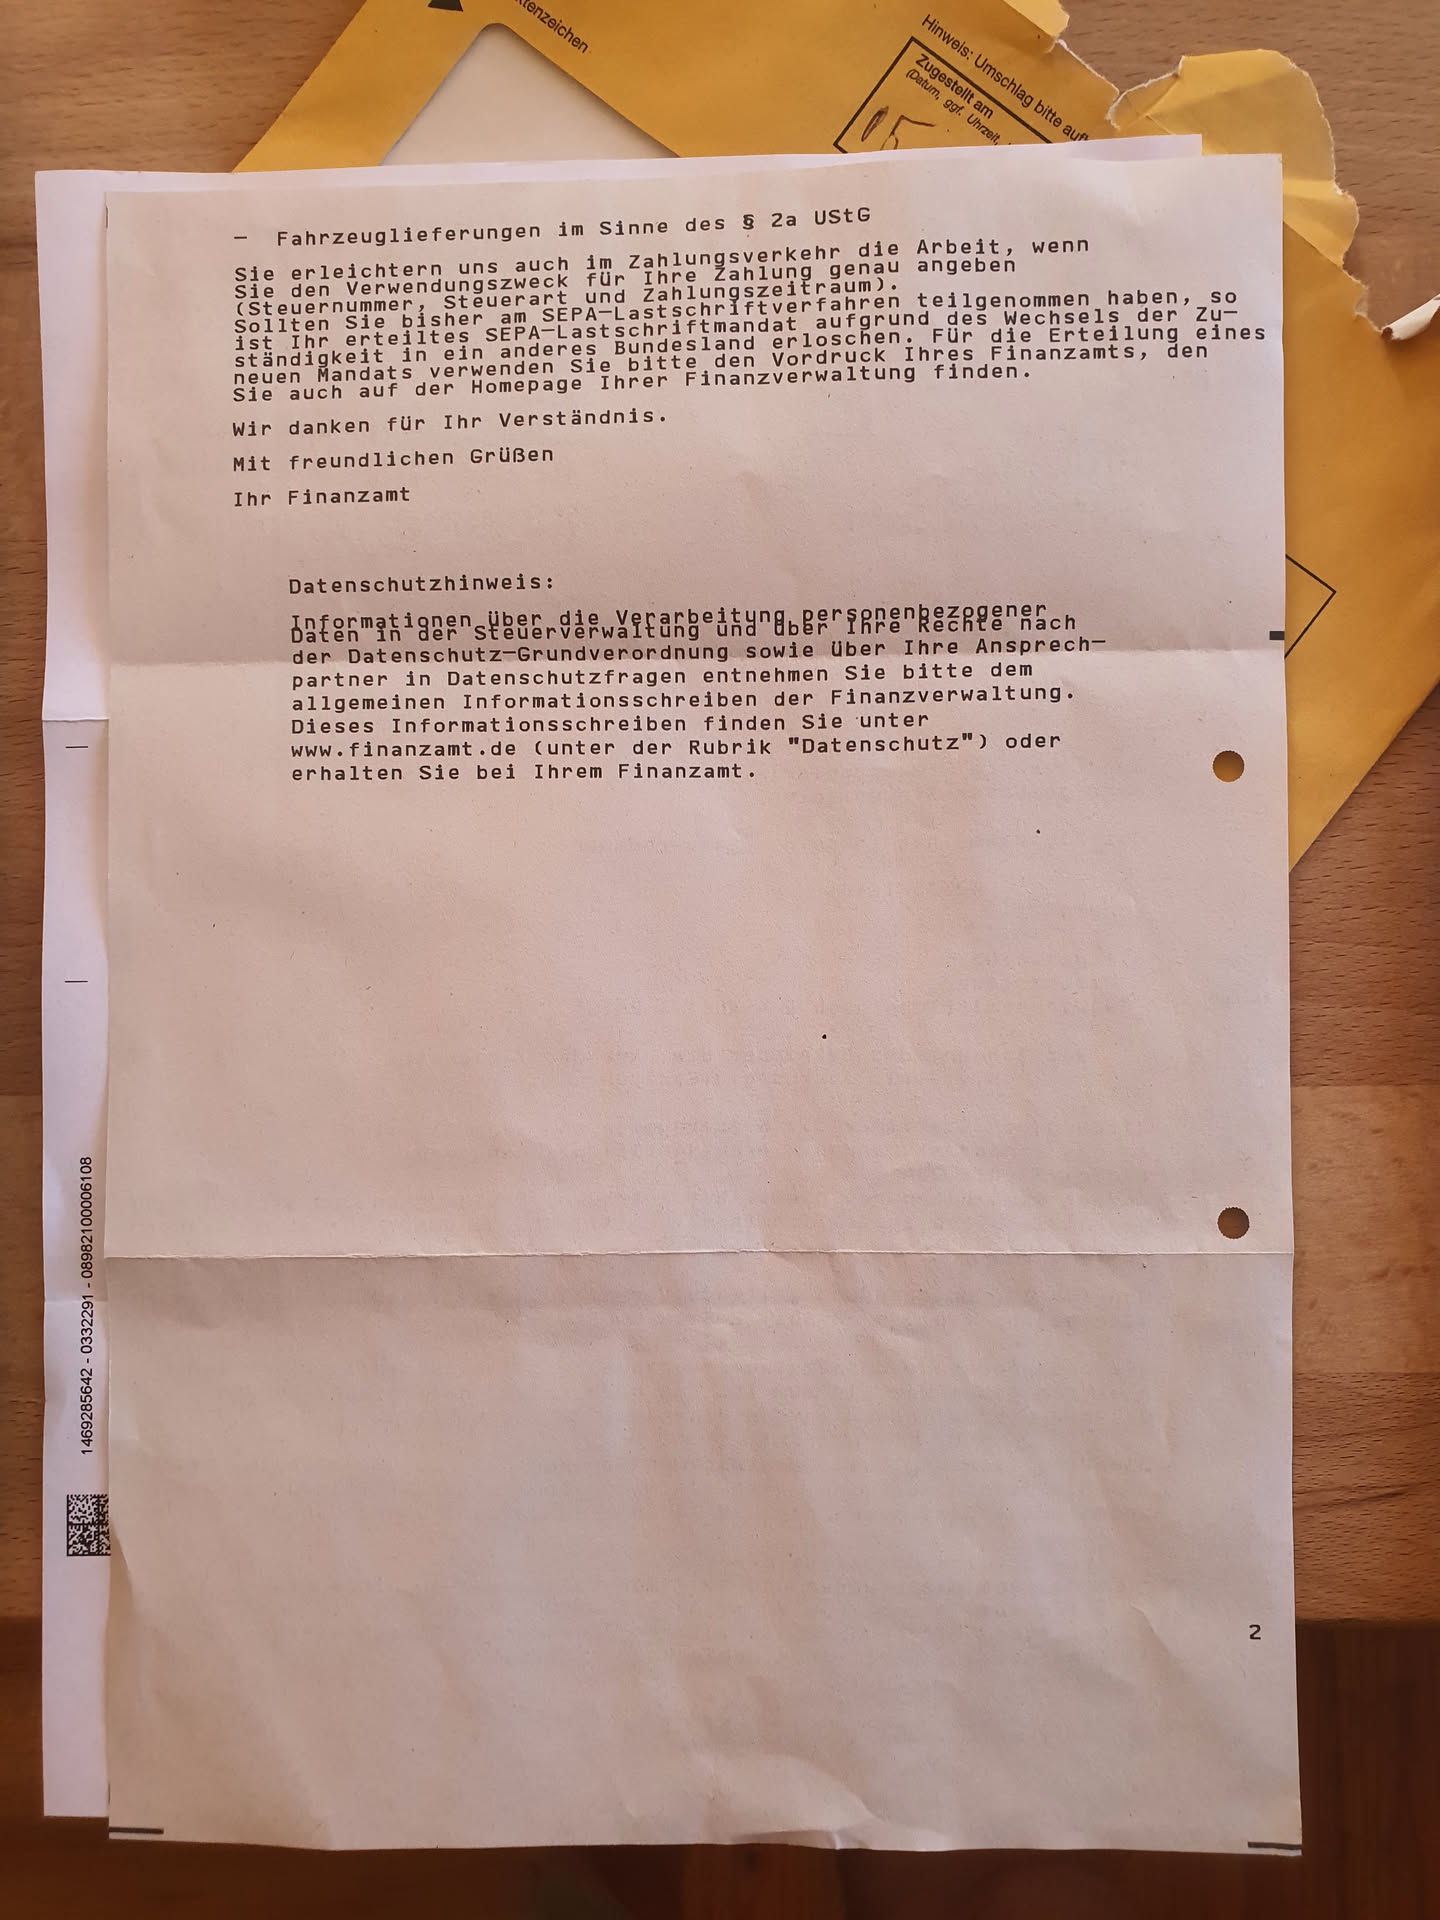 tenzeichen
Hinweis: Umschlag bitte
Zugestellt am
(Datum, ggf. Uhrzeit,
15
— Fahrzeuglieferungen im Sinne des § 2a UStG
Sie erleichtern uns auch im Zahlungsverkehr die Arbeit, wenn
Sie den Verwendungszweck für Ihre Zahlung genau angeben
(Steuernummer, Steuerart und Zahlungszeitraum).
Sollten Sie bisher am SEPA—Lastschriftverfahren teilgenommen haben, so
ist Ihr erteiltes SEPA—Lastschriftmandat aufgrund des Wechsels der Zu—
ständigkeit in ein anderes Bundesland erloschen. Für die Erteilung eines
neuen Mandats verwenden Sie bitte den Vordruck Ihres Finanzamts, den
Sie auch auf der Homepage Ihrer Finanzverwaltung finden.
Wir danken für Ihr Verständnis.
Mit freundlichen Grüßen
Ihr Finanzamt
Datenschutzhinweis:
Informationen über die Verarbeitung personenbezogener
Daten in der Steuerverwaltung und über Ihre Rechte nach
der Datenschutz—Grundverordnung sowie über Ihre Ansprech—
partner in Datenschutzfragen entnehmen Sie bitte dem
allgemeinen Informationsschreiben der Finanzverwaltung.
Dieses Informationsschreiben finden Sie unter
www.finanzamt.de (unter der Rubrik "Datenschutz") oder
erhalten Sie bei Ihrem Finanzamt.
1469285642 - 0332291 - 08982100006108
2